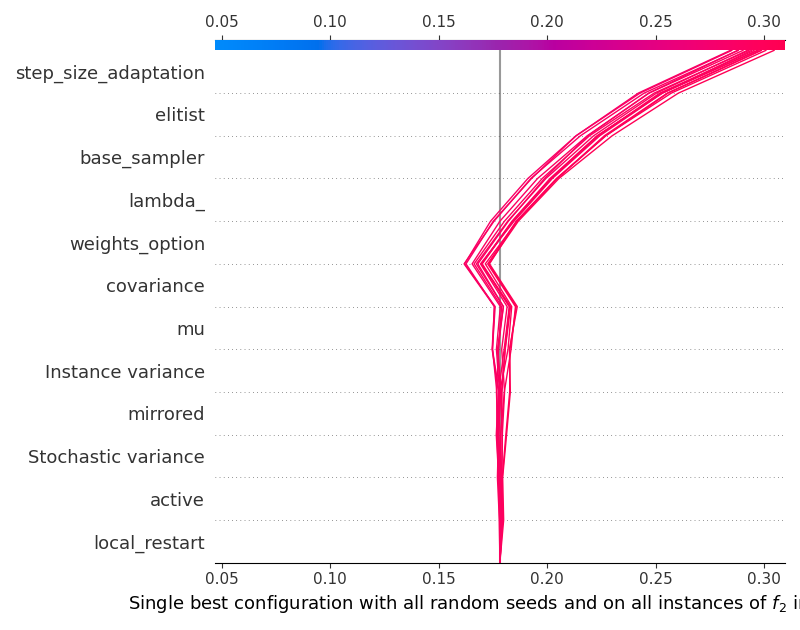 0.05 0.10 0.15 0.20 0.25 0.30
step_size_adaptation
elitist
base_sampler
lambda_
weights_option
covariance
mu
Instance variance
mirrored
Stochastic variance
active
local_restart
0.05 0.10 0.15 0.20 0.25 0.30
Single best configuration with all random seeds and on all instances of f₂ i